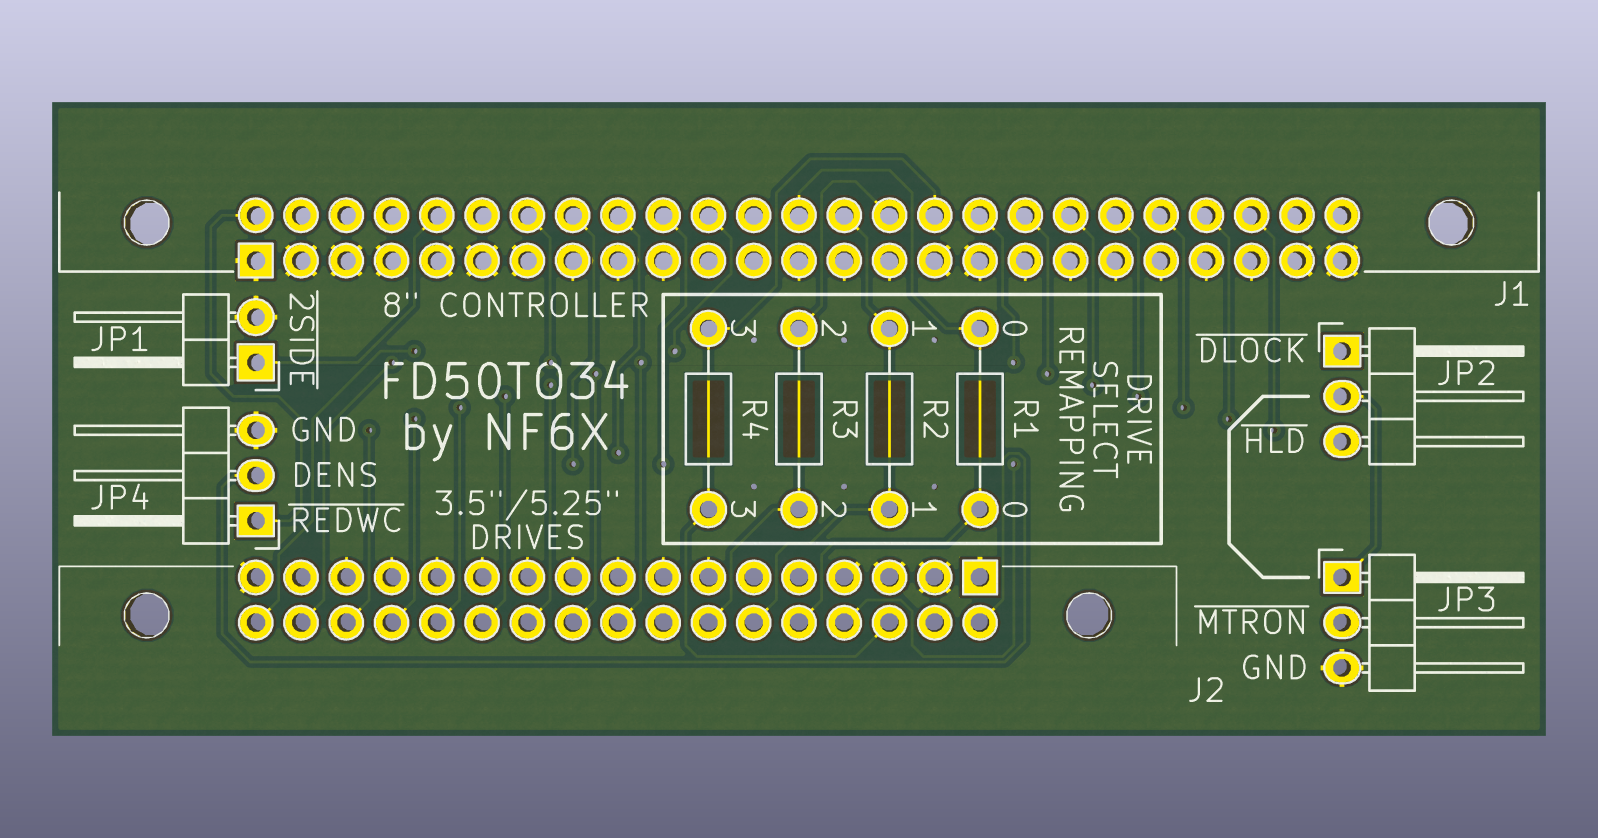 J1
8" CONTROLLER
JP1
2SIDE
FD50TO34
by NF6X
3.5"/5.25"
DRIVES
GND
DENS
REDWC
JP4
3
2
1
0
R4
R3
R2
R1
3
2
1
0
DRIVE
SELECT
REMAPPING
DLOCK
JP2
HLD
MTRON
JP3
GND
J2